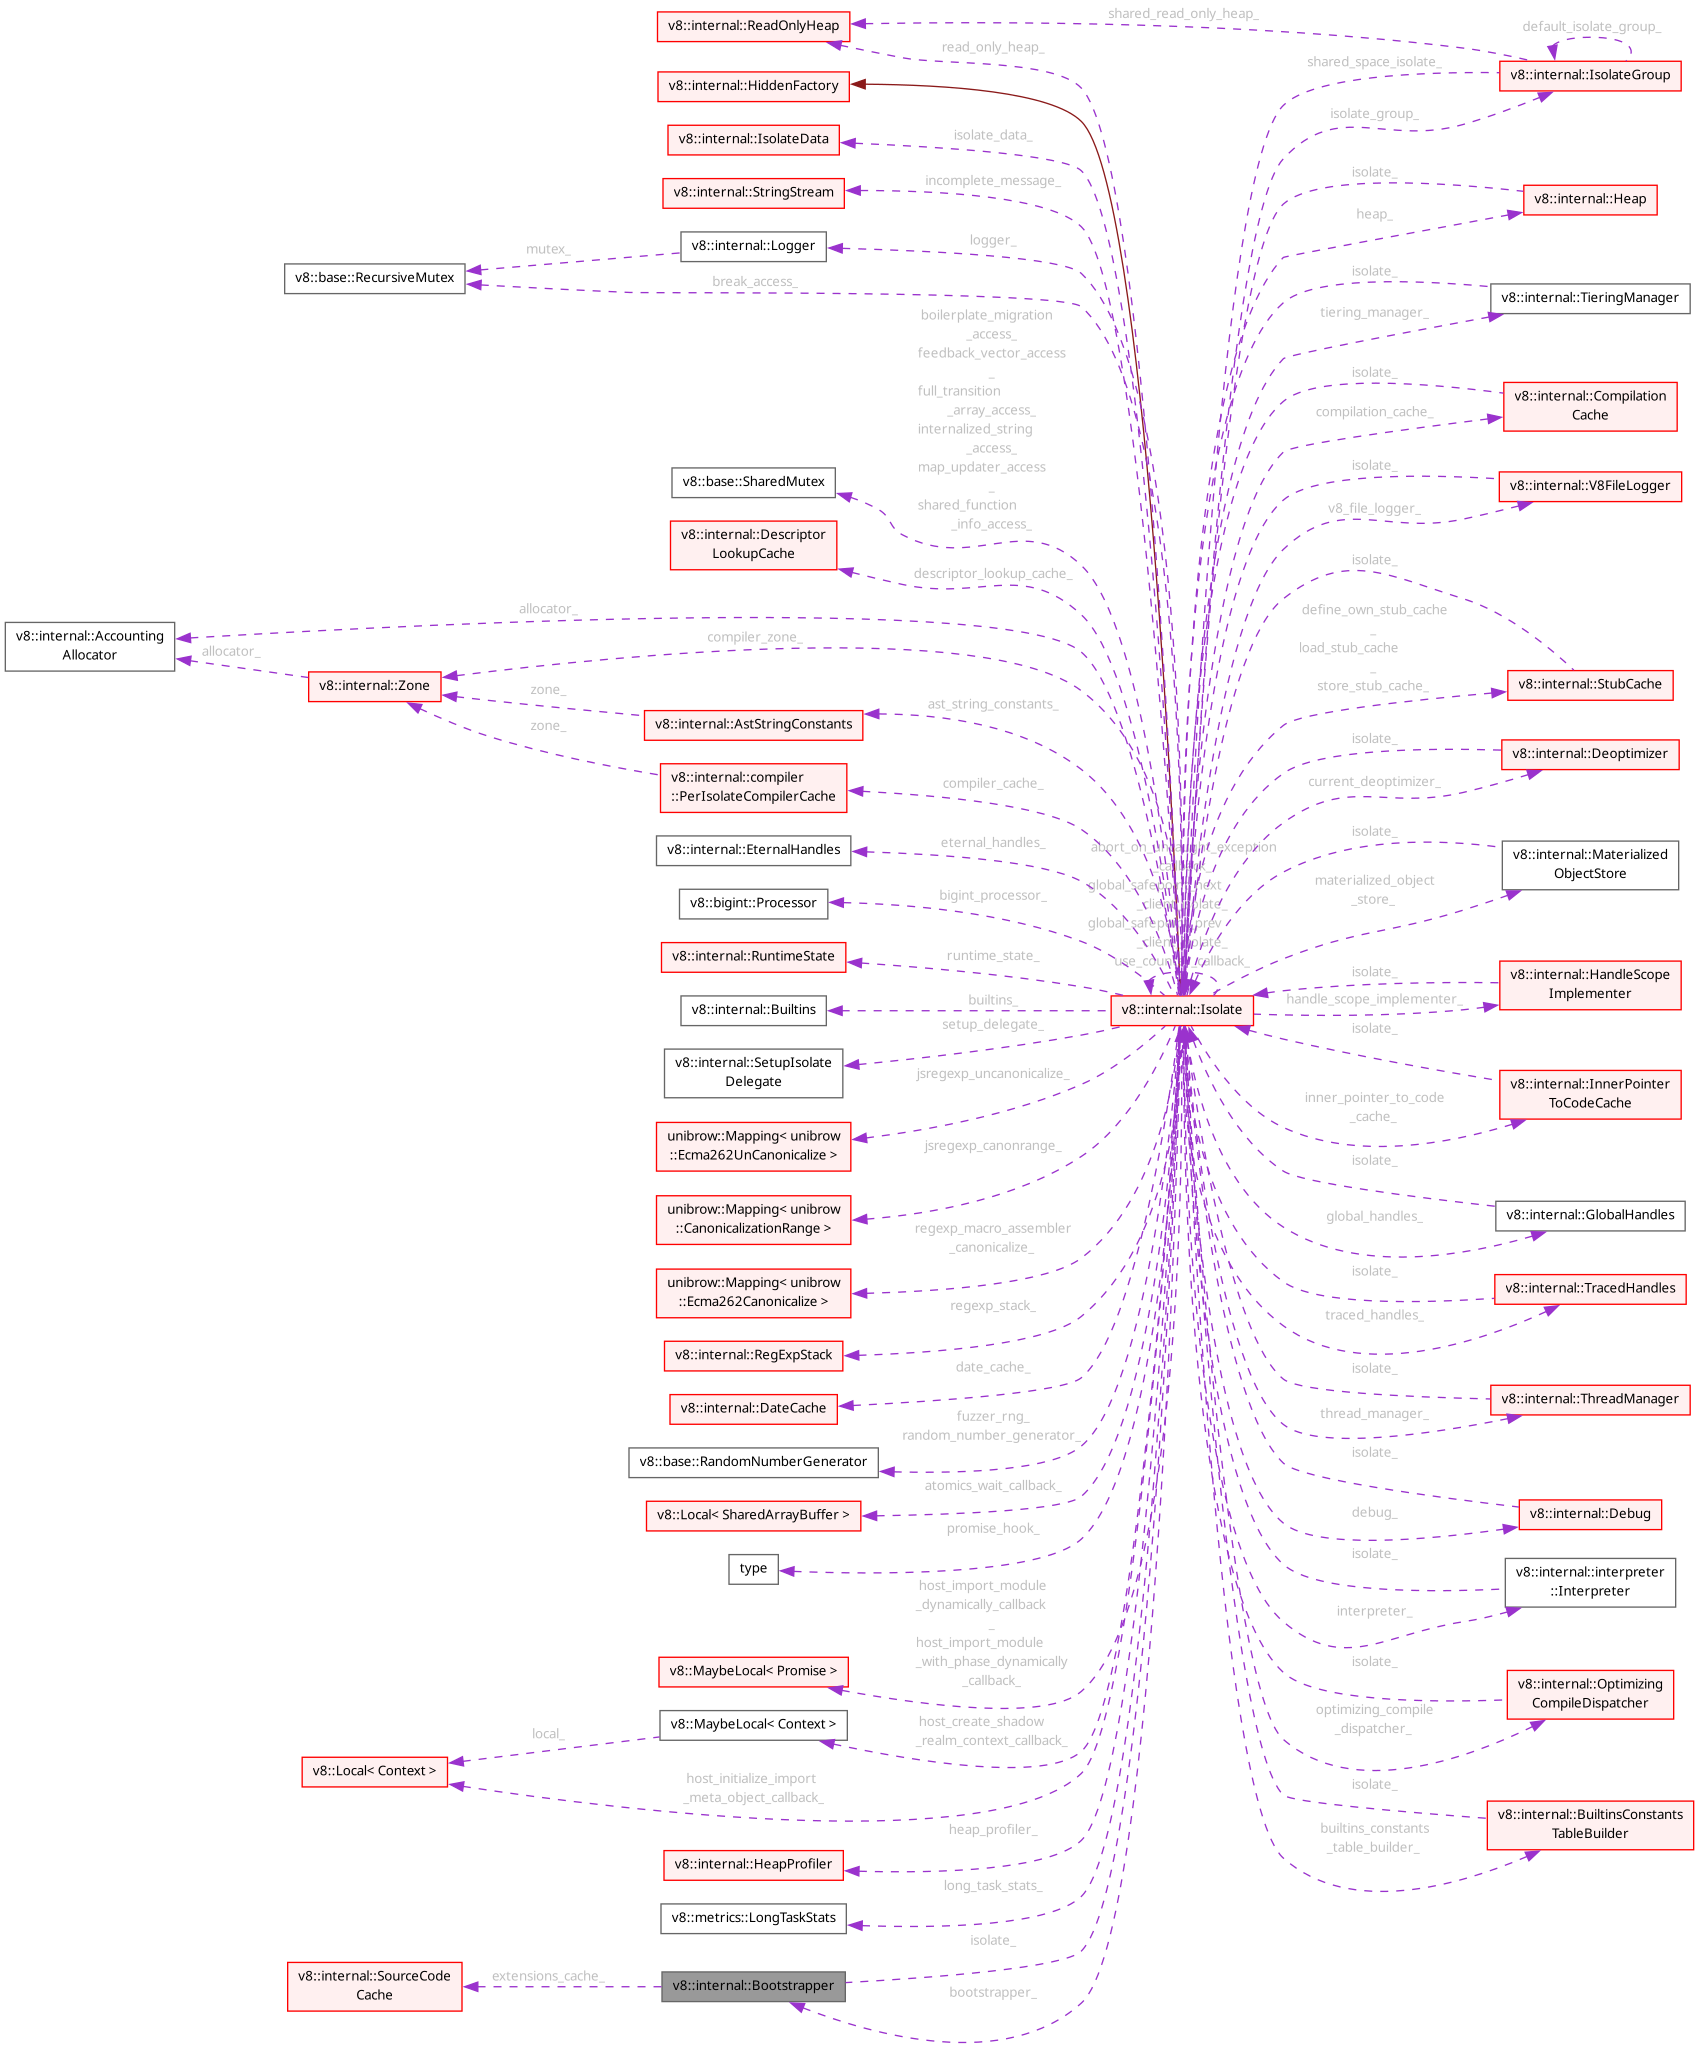 shared_read_only_heap_
default_isolate_group_
v8::internal::ReadOnlyHeap
read_only_heap_
shared_space_isolate_
v8::internal::IsolateGroup
v8::internal::HiddenFactory
isolate_group_
v8::internal::IsolateData
isolate_data_
v8::internal::StringStream
incomplete_message_
isolate_
v8::internal::Heap
heap_
mutex_
v8::internal::Logger
logger_
v8::base::RecursiveMutex
break_access_
isolate_
v8::internal::TieringManager
tiering_manager_
boilerplate_migration
_access_
feedback_vector_access
_
full_transition
_array_access_
internalized_string
_access_
map_updater_access
_
shared_function
_info_access_
isolate_
v8::internal::Compilation
Cache
compilation_cache_
v8::base::SharedMutex
isolate_
v8::internal::V8FileLogger
v8_file_logger_
v8::internal::Descriptor
LookupCache
descriptor_lookup_cache_
isolate_
v8::internal::Accounting
Allocator
allocator_
allocator_
compiler_zone_
v8::internal::Zone
define_own_stub_cache
_
load_stub_cache
_
store_stub_cache_
v8::internal::StubCache
zone_
zone_
v8::internal::AstStringConstants
ast_string_constants_
isolate_
v8::internal::Deoptimizer
current_deoptimizer_
v8::internal::compiler
::PerIsolateCompilerCache
compiler_cache_
v8::internal::EternalHandles
eternal_handles_
isolate_
v8::internal::Materialized
ObjectStore
materialized_object
_store_
v8::bigint::Processor
bigint_processor_
use_counter_callback_
v8::internal::RuntimeState
runtime_state_
isolate_
v8::internal::HandleScope
Implementer
handle_scope_implementer_
v8::internal::Builtins
builtins_
v8::internal::Isolate
v8::internal::SetupIsolate
Delegate
setup_delegate_
isolate_
v8::internal::InnerPointer
ToCodeCache
inner_pointer_to_code
_cache_
unibrow::Mapping< unibrow
::Ecma262UnCanonicalize >
jsregexp_uncanonicalize_
unibrow::Mapping< unibrow
::CanonicalizationRange >
jsregexp_canonrange_
isolate_
v8::internal::GlobalHandles
global_handles_
unibrow::Mapping< unibrow
::Ecma262Canonicalize >
regexp_macro_assembler
_canonicalize_
isolate_
v8::internal::TracedHandles
traced_handles_
v8::internal::RegExpStack
regexp_stack_
v8::internal::DateCache
date_cache_
isolate_
v8::internal::ThreadManager
thread_manager_
v8::base::RandomNumberGenerator
fuzzer_rng_
random_number_generator_
v8::Local< SharedArrayBuffer >
atomics_wait_callback_
isolate_
v8::internal::Debug
debug_
type
promise_hook_
isolate_
v8::internal::interpreter
::Interpreter
interpreter_
host_import_module
_dynamically_callback
_
host_import_module
_with_phase_dynamically
_callback_
v8::MaybeLocal< Promise >
isolate_
v8::internal::Optimizing
CompileDispatcher
optimizing_compile
_dispatcher_
v8::MaybeLocal< Context >
host_create_shadow
_realm_context_callback_
local_
v8::Local< Context >
host_initialize_import
_meta_object_callback_
isolate_
v8::internal::BuiltinsConstants
TableBuilder
builtins_constants
_table_builder_
v8::internal::HeapProfiler
heap_profiler_
v8::metrics::LongTaskStats
long_task_stats_
isolate_
v8::internal::SourceCode
Cache
extensions_cache_
v8::internal::Bootstrapper
bootstrapper_